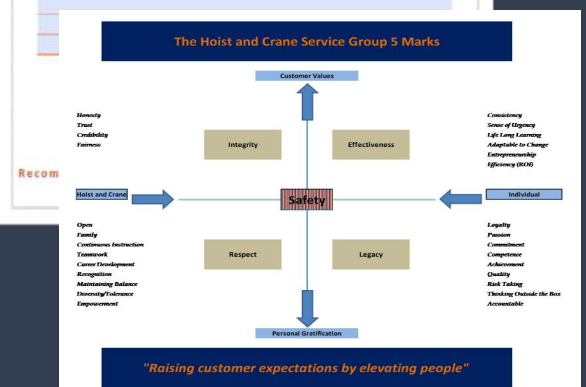 The Hoist and Crane Service Group 5 Marks
Customer Values
Honesty
Trust
Credibility
Fairness
Integrity
Effectiveness
Consistency
Sense of Urgency
Life Long Learning
Adaptable to Change
Entrepreneurship
Efficiency (ROI)
Recom
Hoist and Crane
Safety
Individual
Open
Family
Continuous Instruction
Teamwork
Career Development
Recognition
Maintaining Balance
Diversity/Tolerance
Empowerment
Respect
Legacy
Loyalty
Passion
Commitment
Competence
Achievement
Quality
Risk Taking
Thinking Outside the Box
Accountable
Personal Gratification
"Raising customer expectations by elevating people"